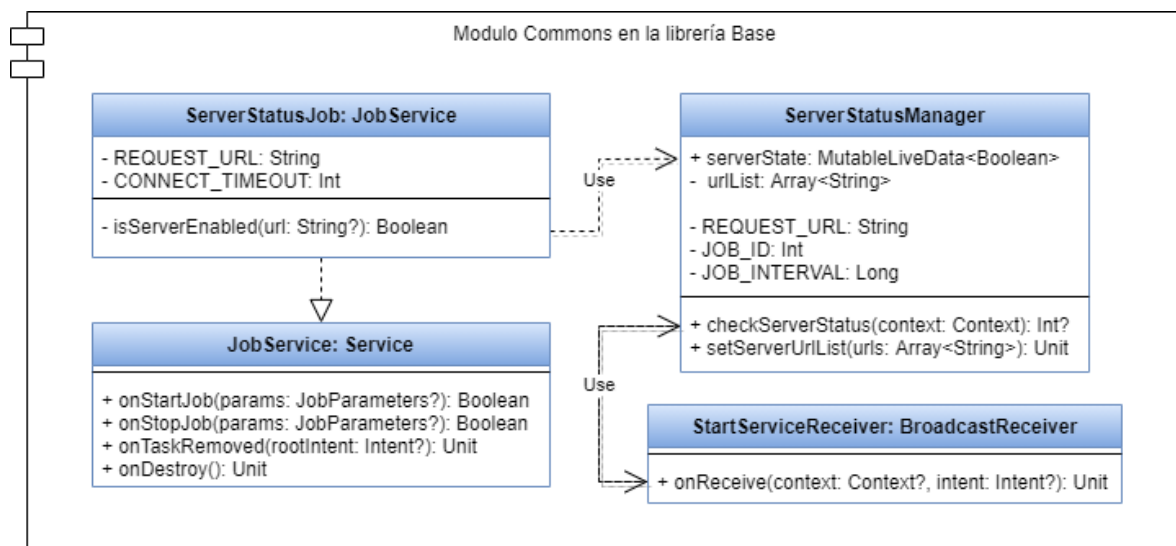 Modulo Commons en la librería Base
ServerStatusJob: JobService
- REQUEST_URL: String
- CONNECT_TIMEOUT: Int
- isServerEnabled(url: String?): Boolean
Use
ServerStatusManager
+ serverState: MutableLiveData<Boolean>
- urlList: Array<String>
- REQUEST_URL: String
- JOB_ID: Int
- JOB_INTERVAL: Long
+ checkServerStatus(context: Context): Int?
+ setServerUrlList(urls: Array<String>): Unit
JobService: Service
+ onStartJob(params: JobParameters?): Boolean
+ onStopJob(params: JobParameters?): Boolean
+ onTaskRemoved(rootIntent: Intent?): Unit
+ onDestroy(): Unit
Use
StartServiceReceiver: BroadcastReceiver
+ onReceive(context: Context?, intent: Intent?): Unit